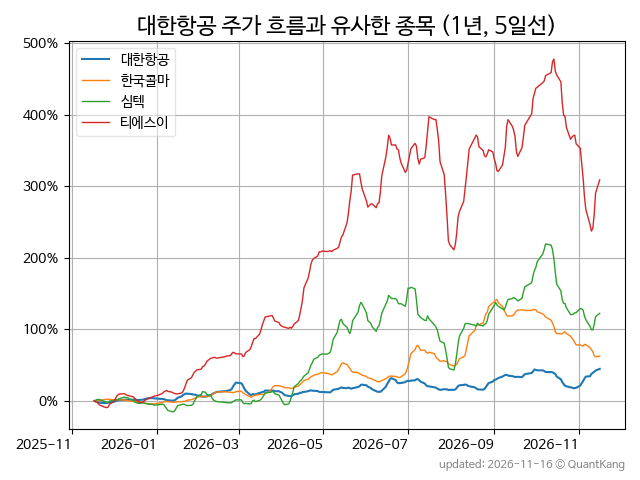 대한항공 주가 흐름과 유사한 종목 (1년, 5일선)
500%
400%
300%
200%
100%
0%
대한항공
한국콜마
심텍
티에스이
2025-11
2026-01
2026-03
2026-05
2026-07
2026-09
2026-11
updated: 2026-11-16 ⓒ QuantKang